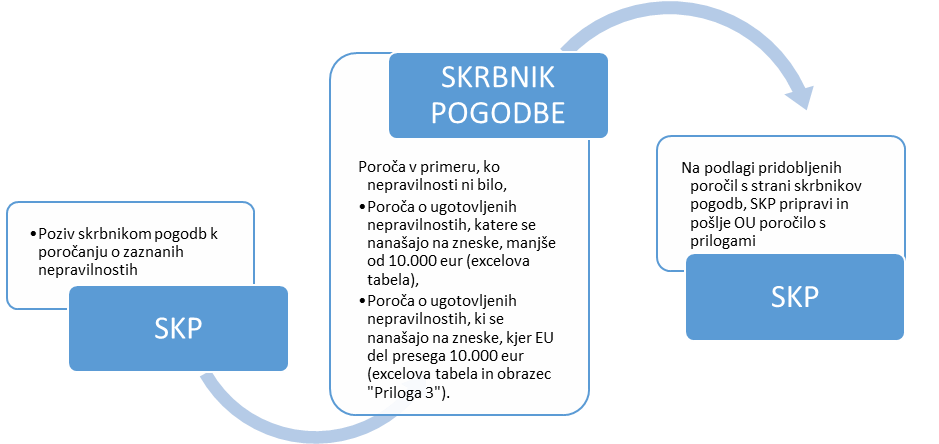 •Poziv skrbnikom pogodb k
poročanju o zaznanih
nepravilnostih
SKP
SKRBNIK
POGODBE
Poroča v primeru, ko
nepravilnosti ni bilo,
•Poroča o ugotovljenih
nepravilnostih, katere se
nanašajo na zneske, manjše
od 10.000 eur (excelova
tabela),
•Poroča o ugotovljenih
nepravilnostih, ki se
nanašajo na zneske, kjer EU
del presega 10.000 eur
(excelova tabela in obrazec
"Priloga 3").
Na podlagi pridobljenih
poročil s strani skrbnikov
pogodb, SKP pripravi in
pošlje OU poročilo s
prilogami
SKP